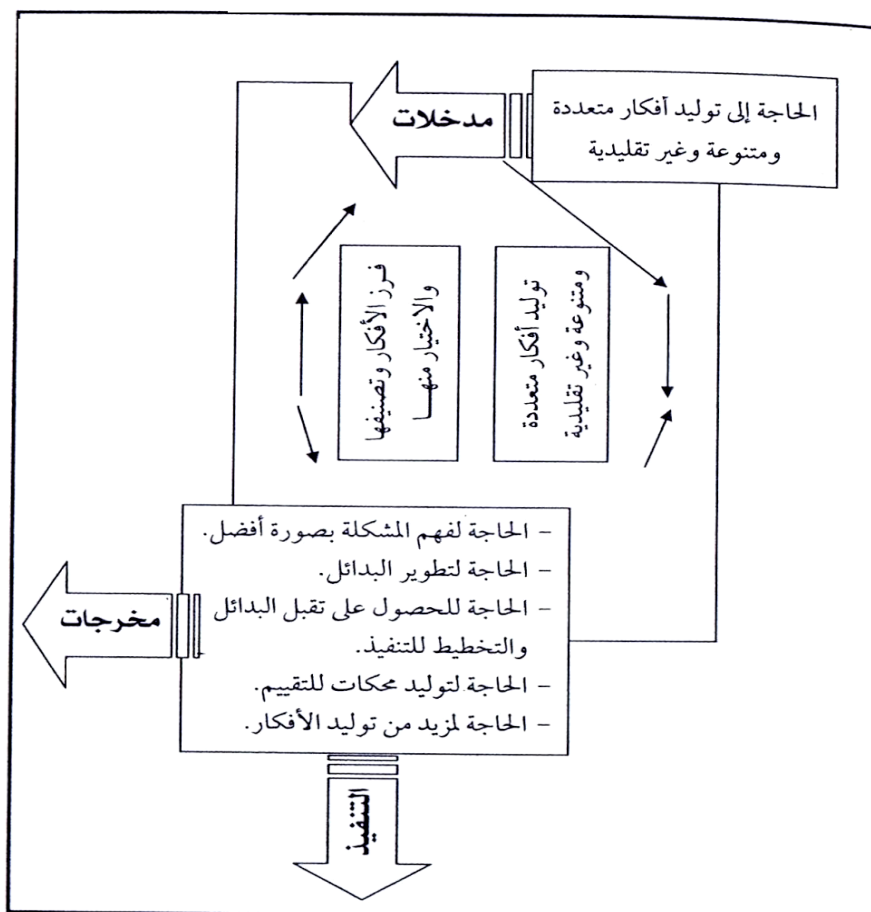 الحاجة إلى توليد أفكار متعددة
ومتنوعة وغير تقليدية
مدخلات
توليد أفكار متعددة
ومتنوعة وغير تقليدية
فرز الأفكار وتصنيفها
والاختيار منهـــا
– الحاجة لفهم المشكلة بصورة أفضل.
– الحاجة لتطوير البدائل.
– الحاجة للحصول على تقبل البدائل
والتخطيط للتنفيذ.
– الحاجة لتوليد محكات للتقييم.
– الحاجة لمزيد من توليد الأفكار.
مخرجات
التنفيذ